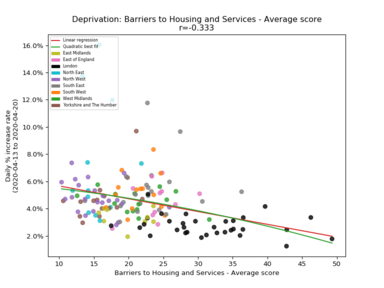 Deprivation: Barriers to Housing and Services - Average score
r=-0.333
Daily % increase rate
(2020-04-13 to 2020-04-20)
16.0%
14.0%
12.0%
10.0%
8.0%
6.0%
4.0%
2.0%
Linear regression
Quadratic best fit
East Midlands
East of England
London
North East
North West
South East
South West
West Midlands
Yorkshire and The Humber
10 15 20 25 30 35 40 45 50
Barriers to Housing and Services - Average score